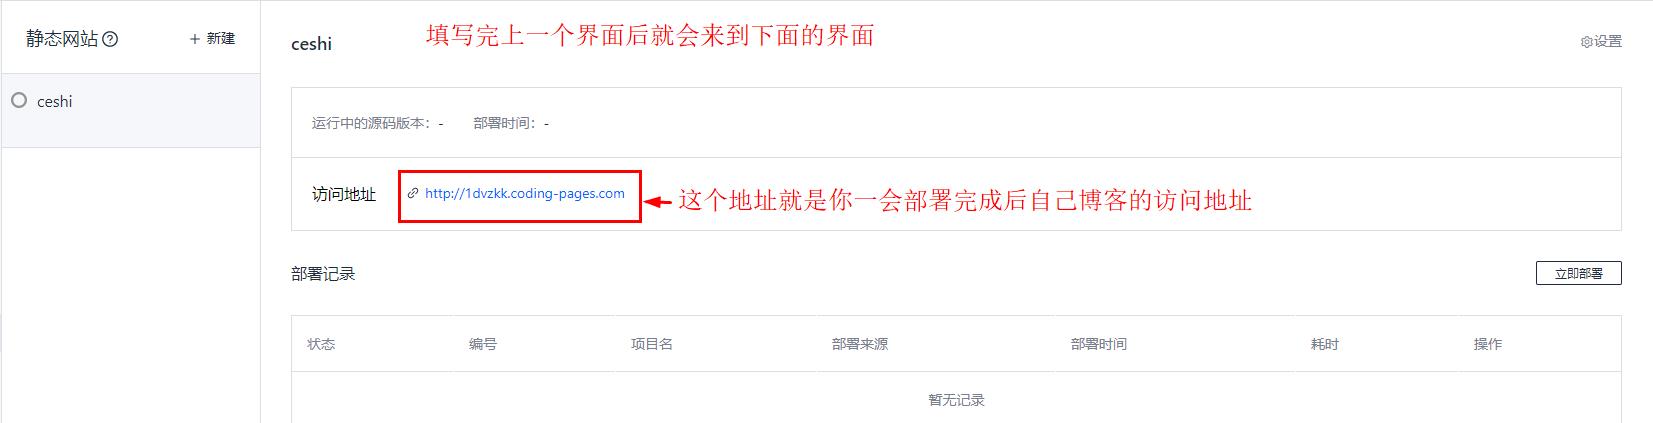 静态网站
+ 新建
ceshi
填写完上一个界面后就会来到下面的界面
ceshi
设置
运行中的源码版本：-
部署时间：-
访问地址
http://1dvzkk.coding-pages.com
这个地址就是你一会部署完成后自己博客的访问地址
部署记录
立即部署
状态
编号
项目名
部署来源
部署时间
耗时
操作
暂无记录